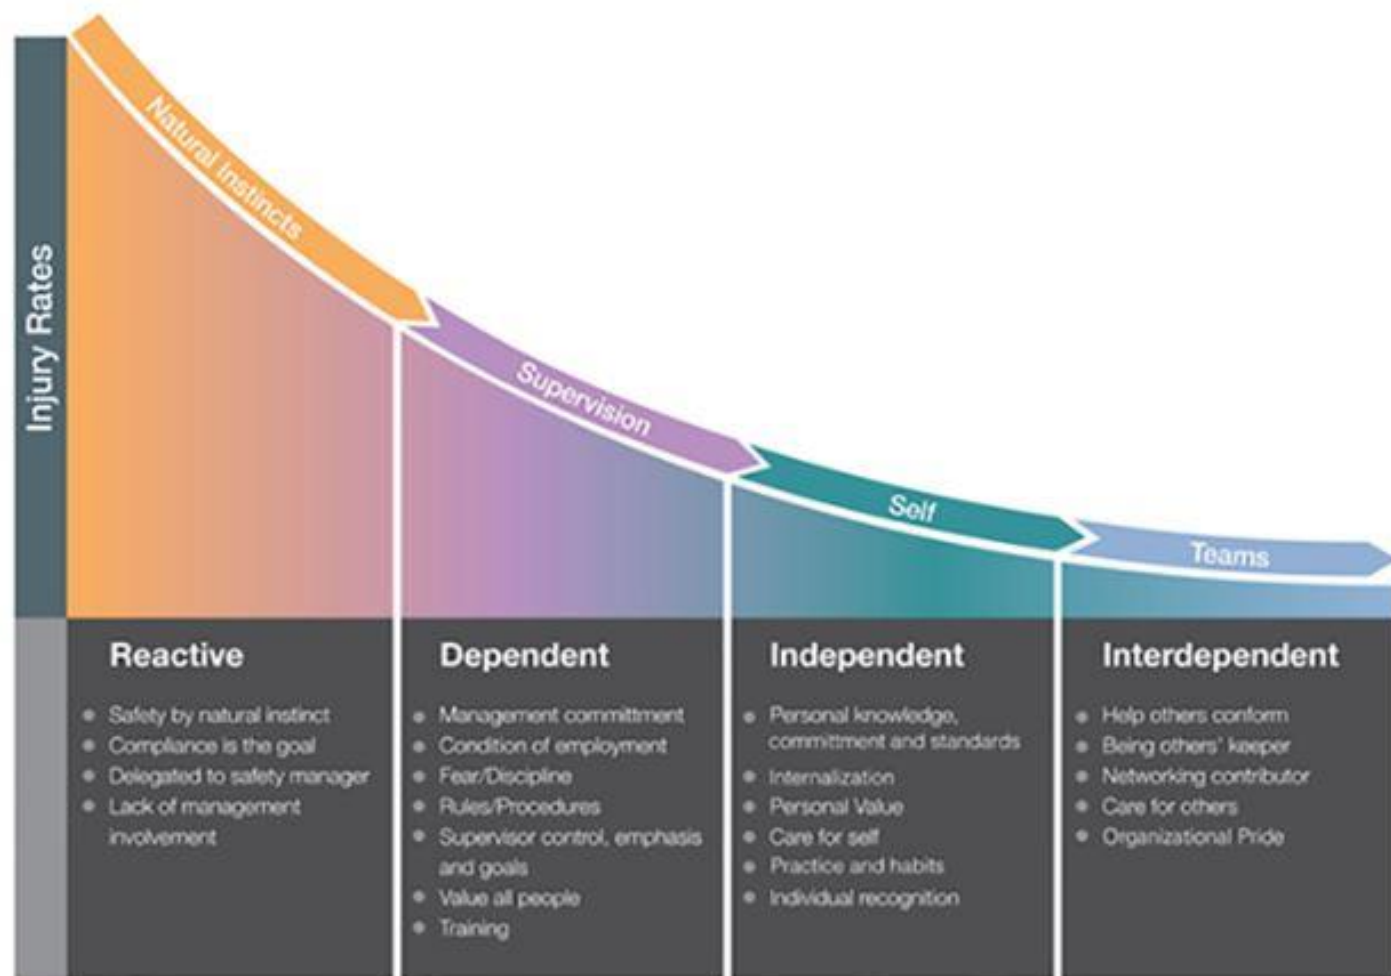 Injury Rates
Natural Instincts
Supervision
Self
Teams
Reactive
Safety by natural instinct
Compliance is the goal
Delegated to safety manager
Lack of management
involvement
Dependent
Management committment
Condition of employment
Fear/Discipline
Rules/Procedures
Supervisor control, emphasis
and goals
Value all people
Training
Independent
Personal knowledge,
committment and standards
Internalization
Personal Value
Care for self
Practice and habits
Individual recognition
Interdependent
Help others conform
Being others' keeper
Networking contributor
Care for others
Organizational Pride